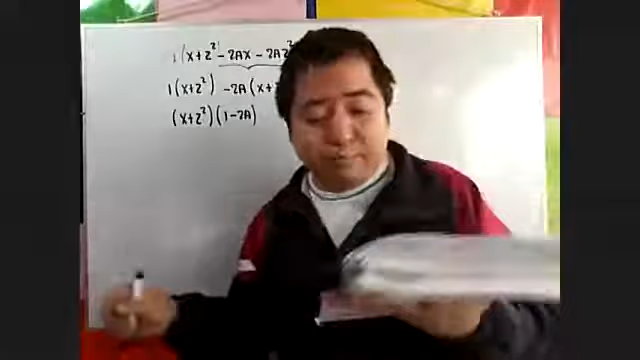 1(x+z²) -2Ax - 2Az²
1(x+z²) -2A(x+
(x+z²)(1-2A)